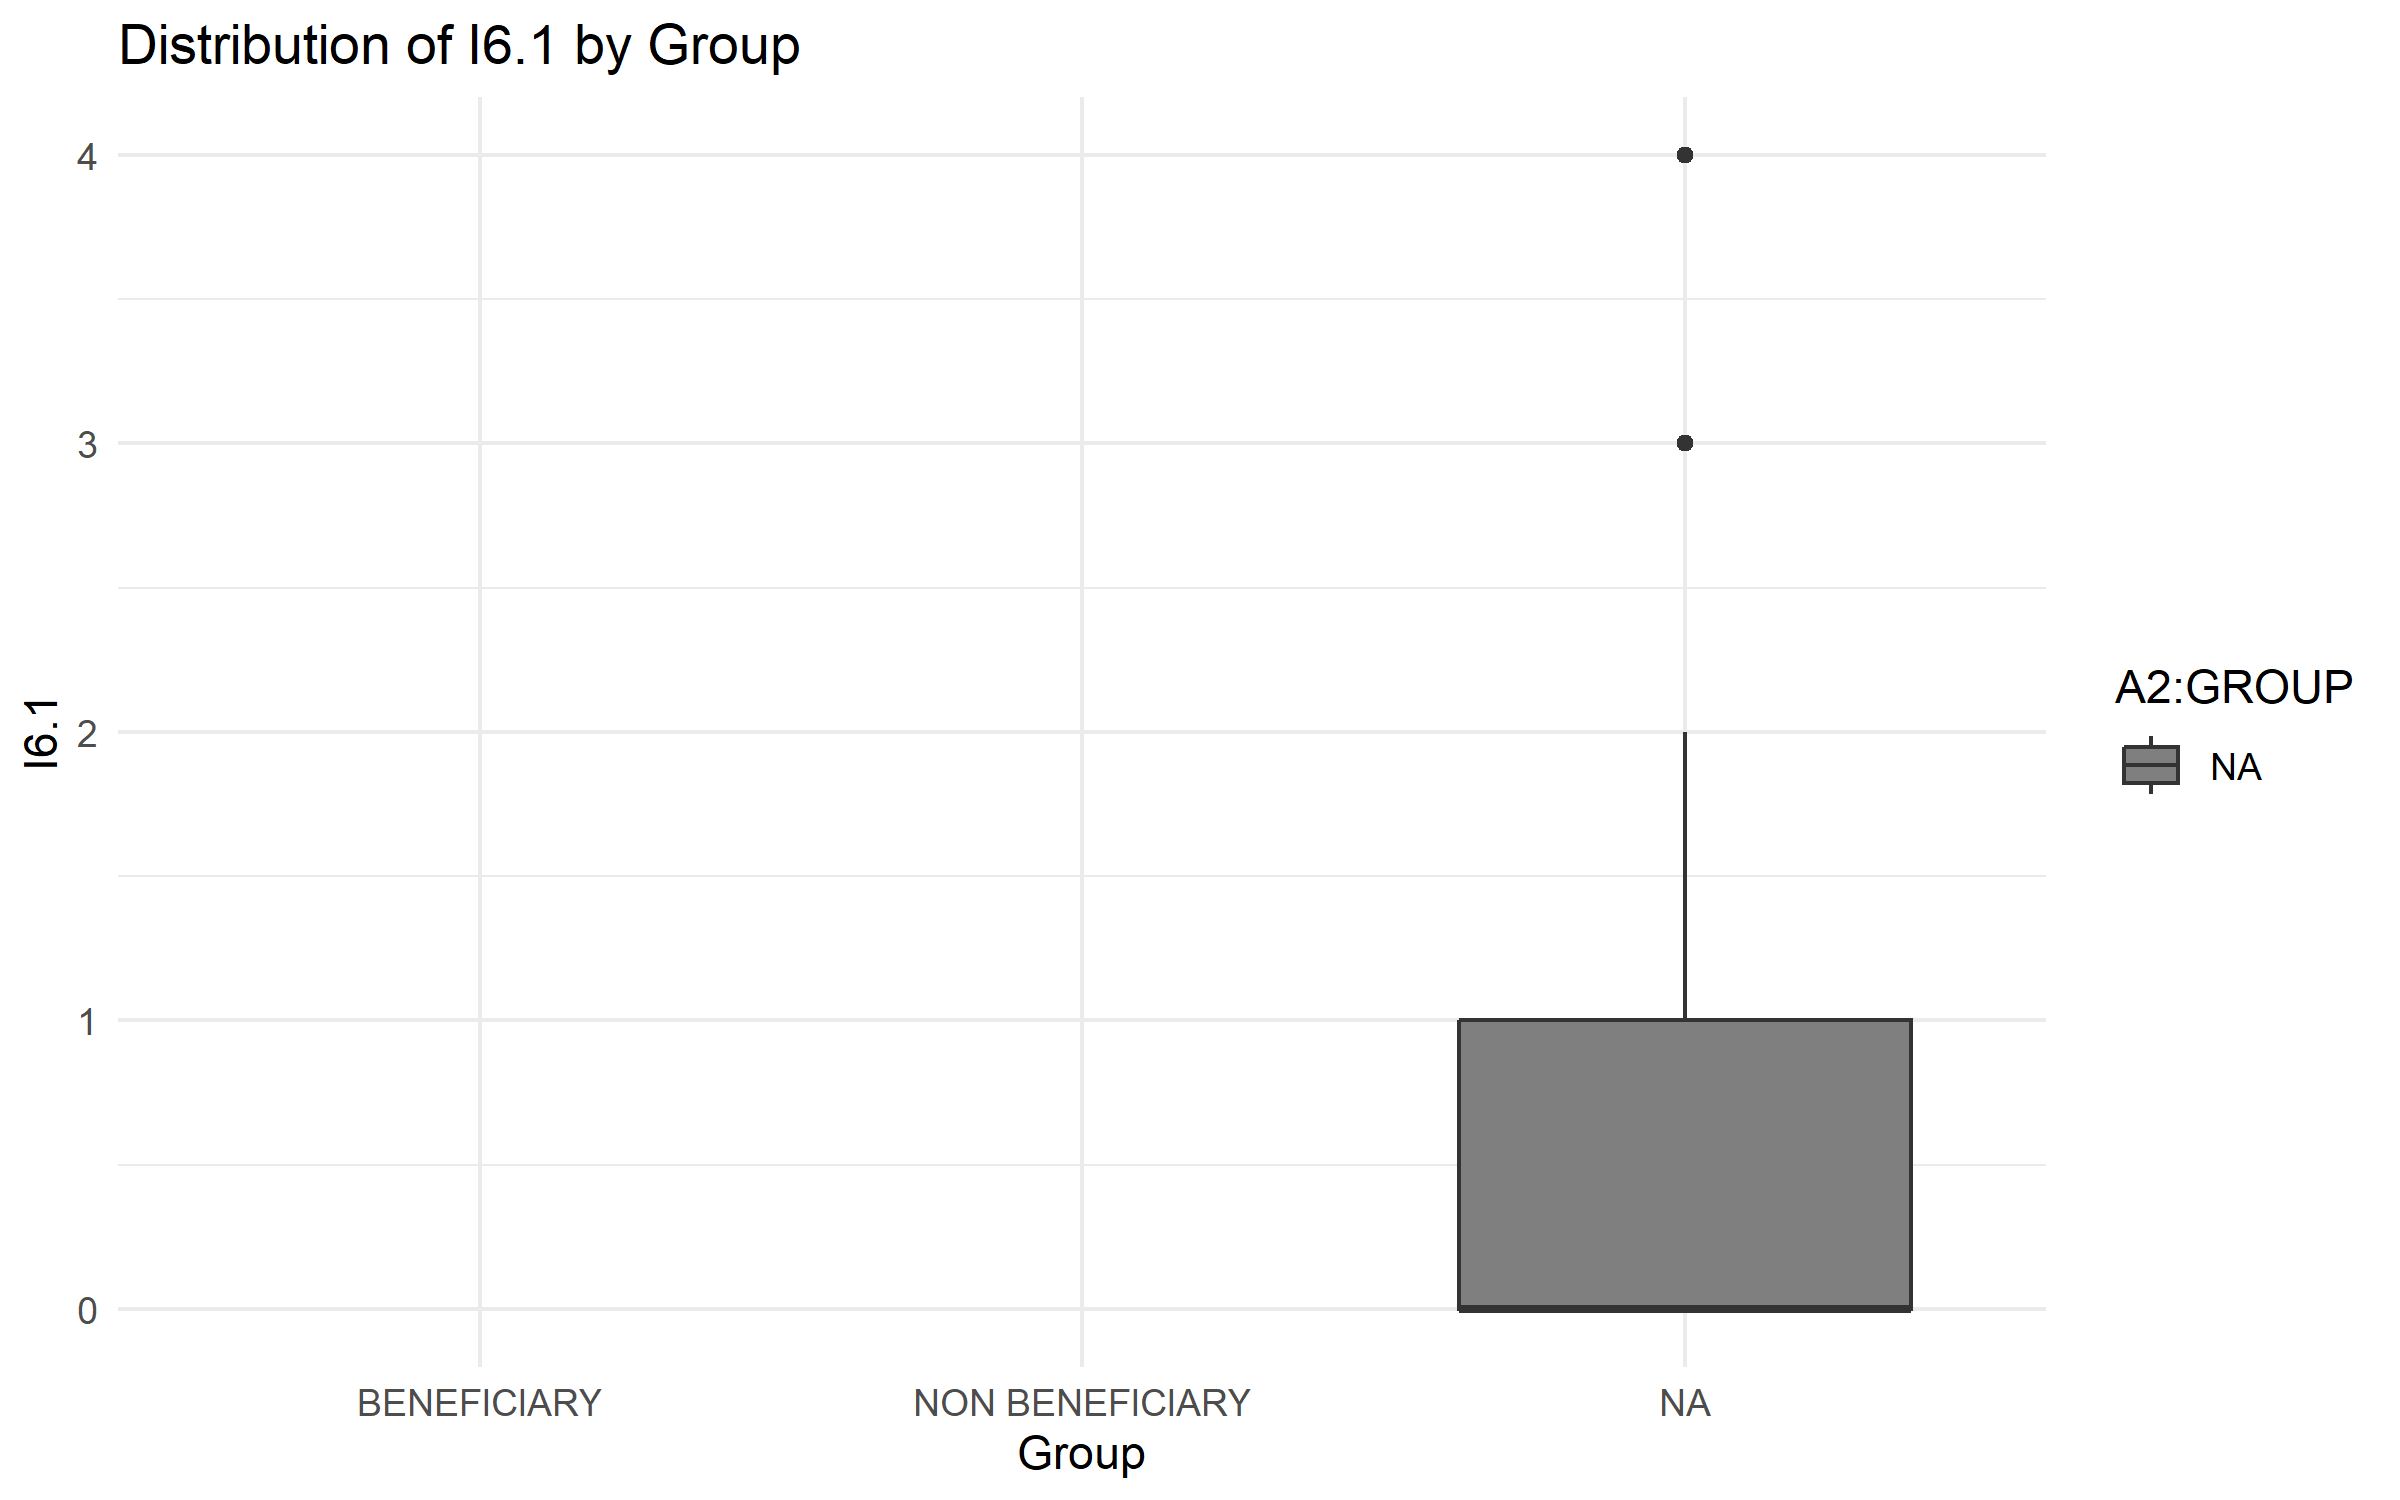 Distribution of I6.1 by Group
4
3
2
1
0
I6.1
BENEFICIARY
NON BENEFICIARY
NA
Group
A2:GROUP
NA